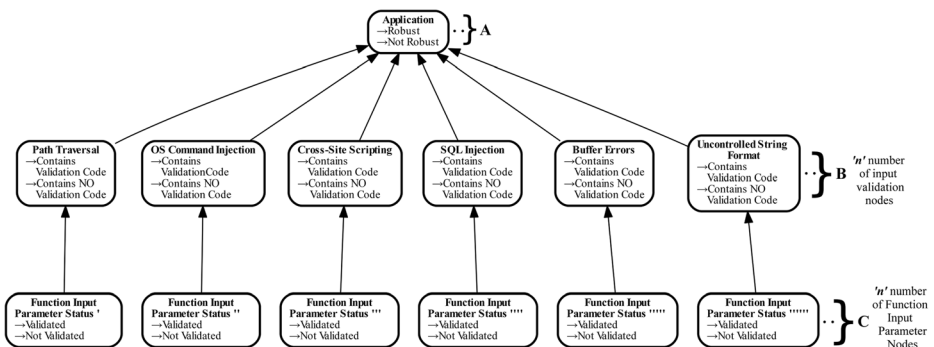 Application
→Robust
→Not Robust
A
Path Traversal
→Contains
Validation Code
→Contains NO
Validation Code
OS Command Injection
→Contains
ValidationCode
→Contains NO
Validation Code
Cross-Site Scripting
→Contains
Validation Code
→Contains NO
Validation Code
SQL Injection
→Contains
Validation Code
→Contains NO
Validation Code
Buffer Errors
→Contains
Validation Code
→Contains NO
Validation Code
Uncontrolled String
Format
→Contains
Validation Code
→Contains NO
Validation Code
B
'n' number
of input
validation
nodes
Function Input
Parameter Status '
→Validated
→Not Validated
Function Input
Parameter Status ''
→Validated
→Not Validated
Function Input
Parameter Status '''
→Validated
→Not Validated
Function Input
Parameter Status ''''
→Validated
→Not Validated
Function Input
Parameter Status '''''
→Validated
→Not Validated
Function Input
Parameter Status ''''''
→Validated
→Not Validated
C
'n' number
of Function
Input
Parameter
Nodes